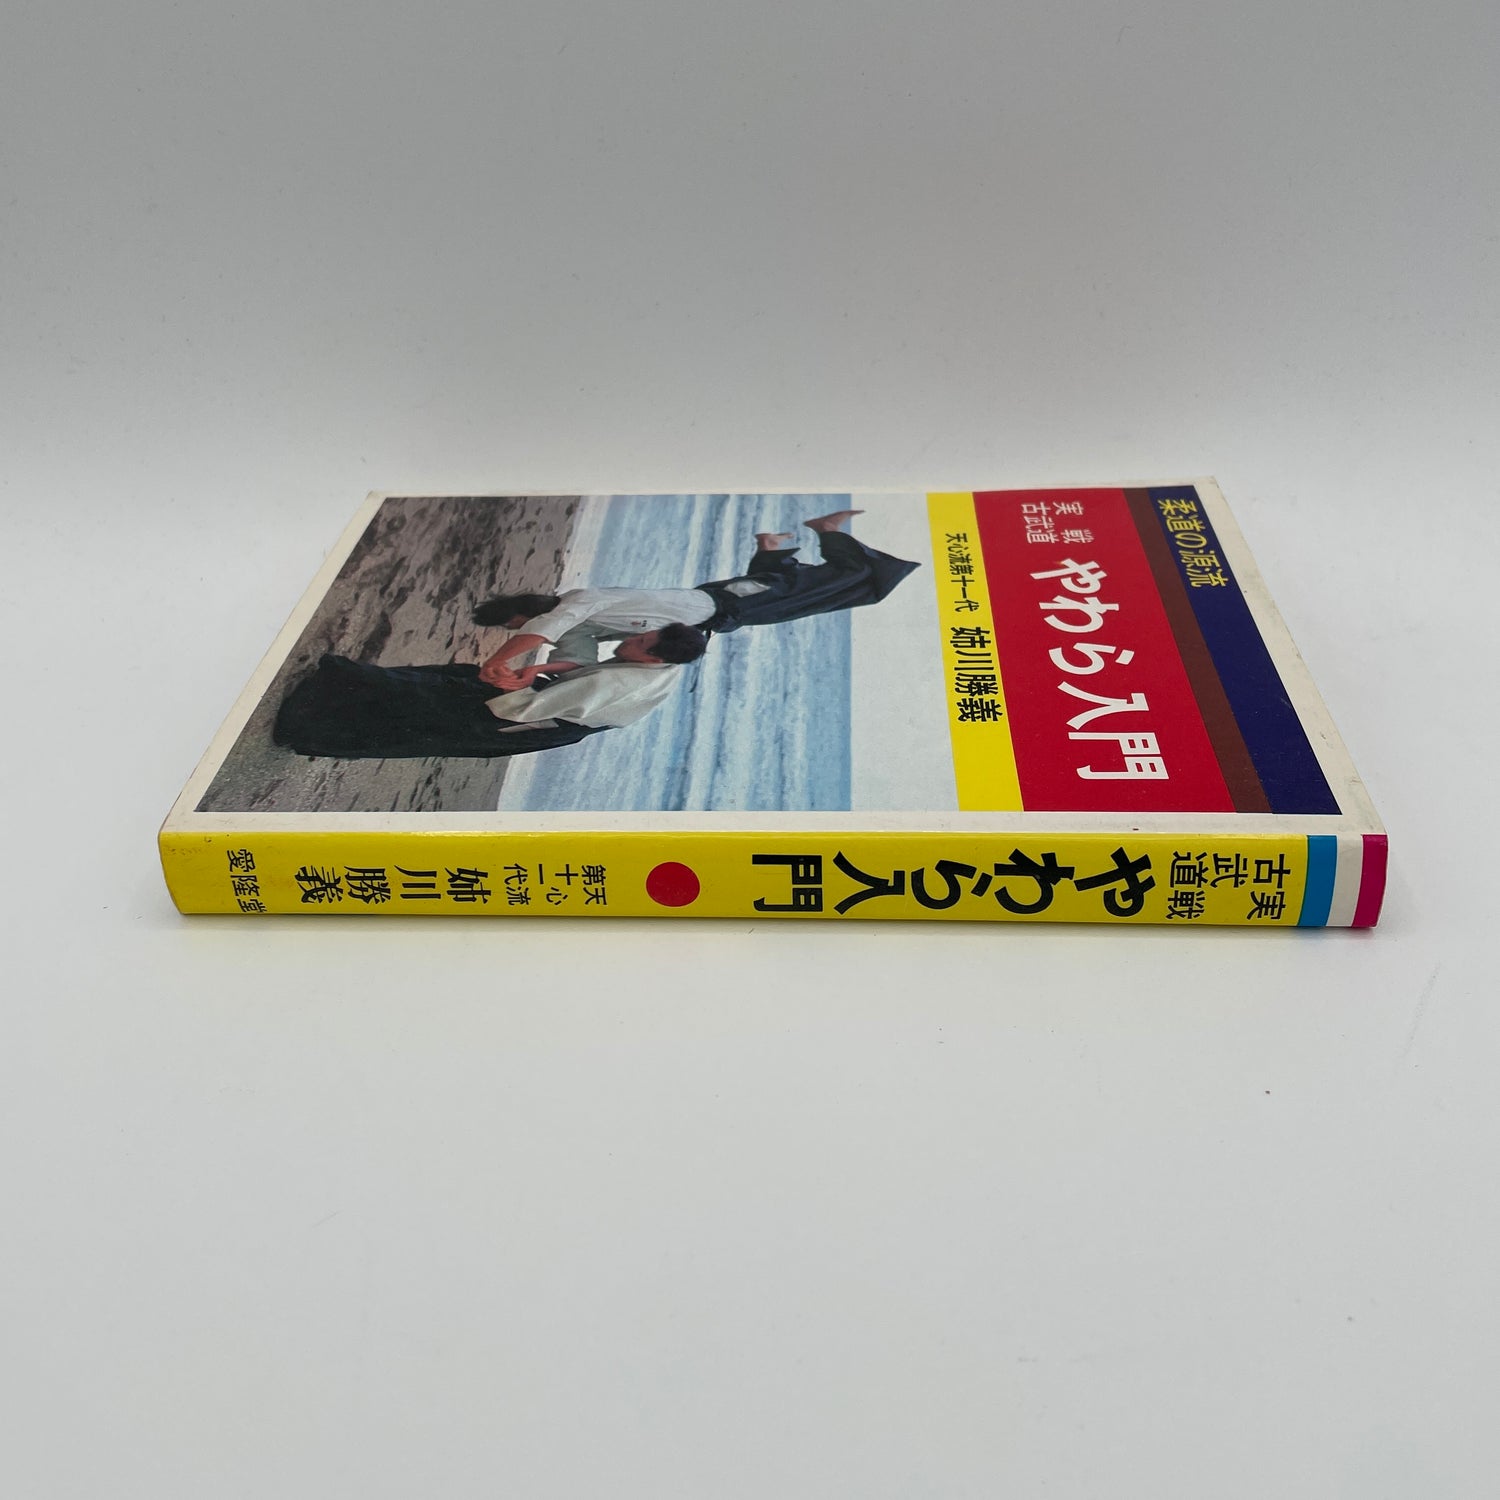 柔道の源流
実戦
古武道
やわら入門
天心流第十一代 姉川勝義
実戦
古武道
やわら入門
天心流
第十一代
姉川勝義
愛隆堂